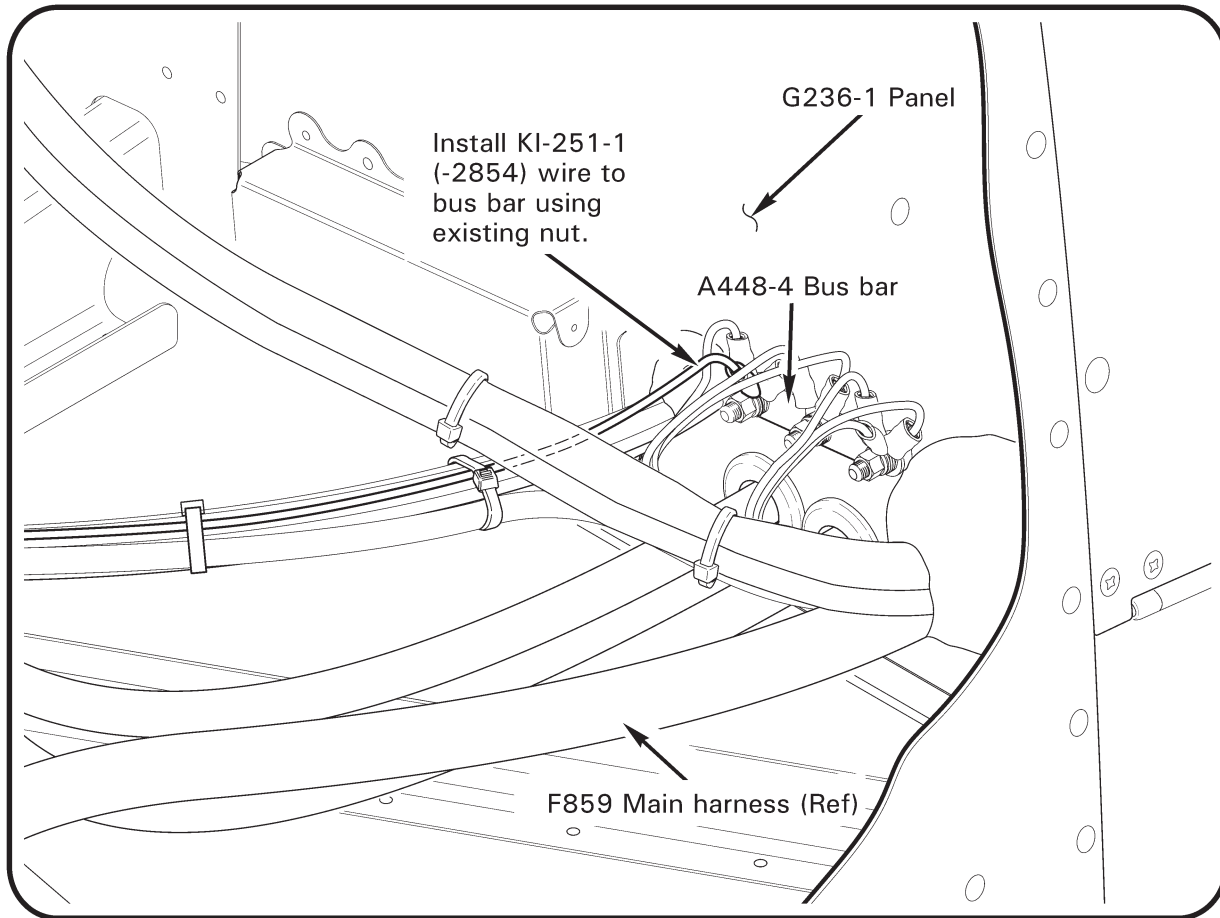 G236-1 Panel
Install KI-251-1
(-2854) wire to
bus bar using
existing nut.
A448-4 Bus bar
F859 Main harness (Ref)